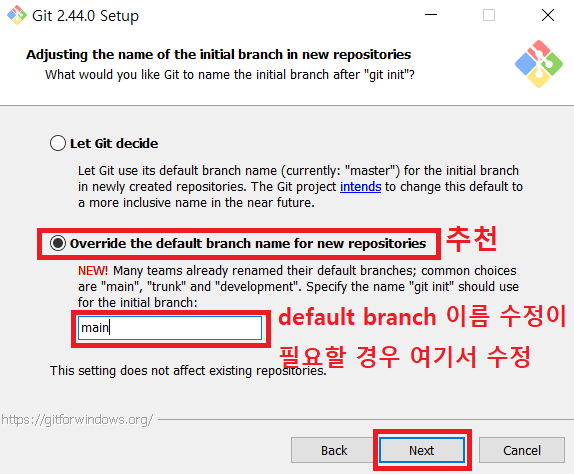 Git 2.44.0 Setup
Adjusting the name of the initial branch in new repositories
What would you like Git to name the initial branch after "git init"?
Let Git decide
Let Git use its default branch name (currently: "master") for the initial branch
in newly created repositories. The Git project intends to change this default to
a more inclusive name in the near future.
Override the default branch name for new repositories 추천
NEW! Many teams already renamed their default branches; common choices
are "main", "trunk" and "development". Specify the name "git init" should use
for the initial branch:
main
default branch 이름 수정이
필요할 경우 여기서 수정
This setting does not affect existing repositories.
https://gitforwindows.org/
Back Next Cancel